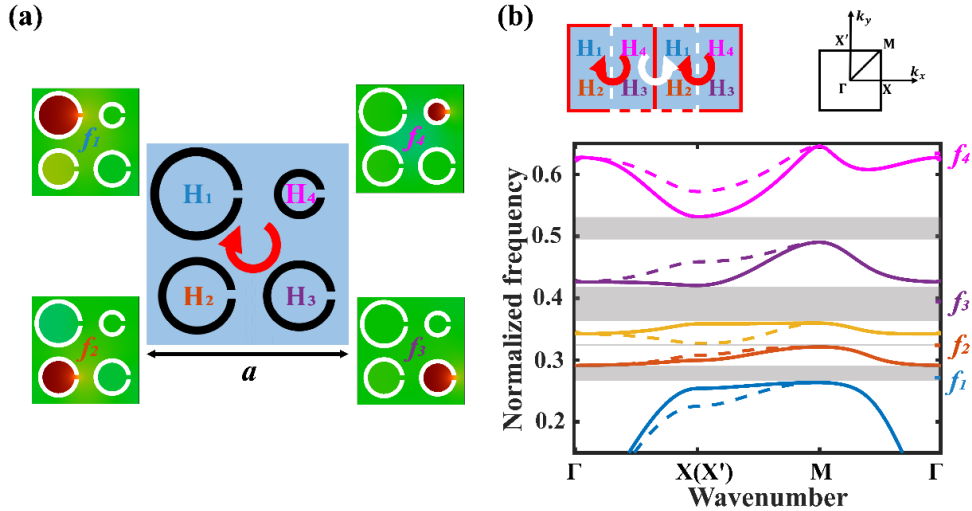 (a)
f1
f4
H1
H4
H2
H3
f2
f3
a
(b)
H1 H4 H1 H4
H2 H3 H2 H3
ky
X′ M
kx
Γ X
Normalized frequency
0.6
0.5
0.4
0.3
0.2
f4
f3
f2
f1
Γ X(X') M Γ
Wavenumber